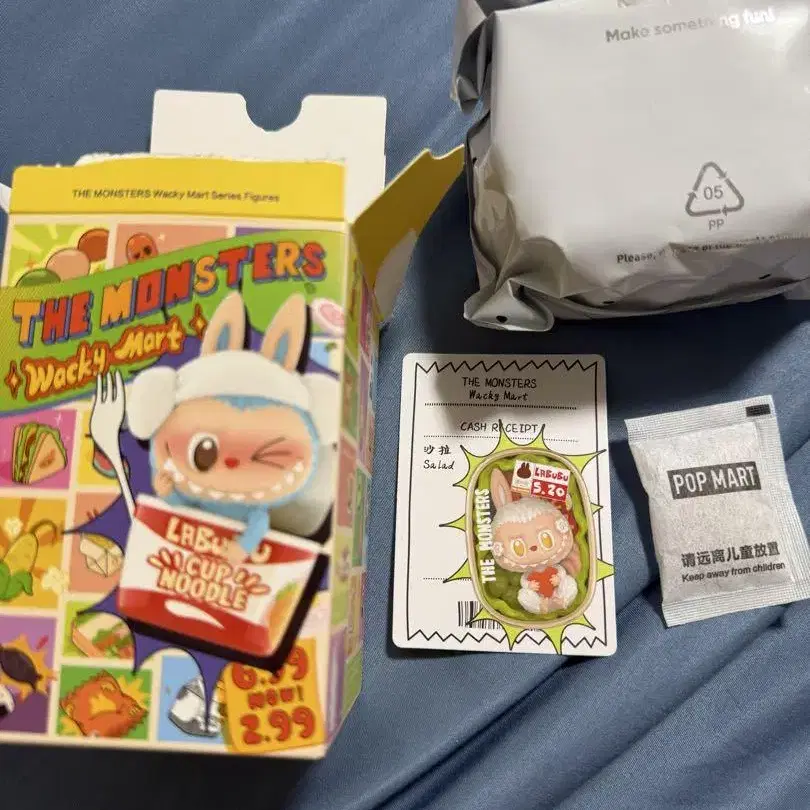 THE MONSTERS Wacky Mart Series Figures
THE MONSTERS
Wacky Mart
LABUBU
CUP
NOODLE
6.99
NOW!
2.99
Make something fun!
05
PP
Please,
THE MONSTERS
Wacky Mart
CASH RECEIPT
沙拉
Salad
LABUBU
5.20
THE MONSTERS
POP MART
请远离儿童放置
Keep away from children